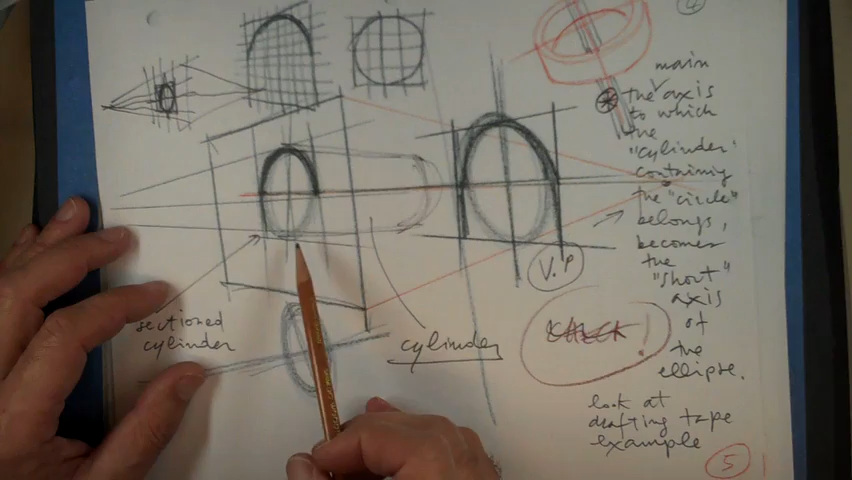 4
main
the axis
to which
the
"cylinder"
containing
the "circle"
belongs,
becomes
the
"short"
axis
of
the
ellipse.
V.P
sectioned
cylinder
cylinder
CHECK!
look at
drafting tape
example
5